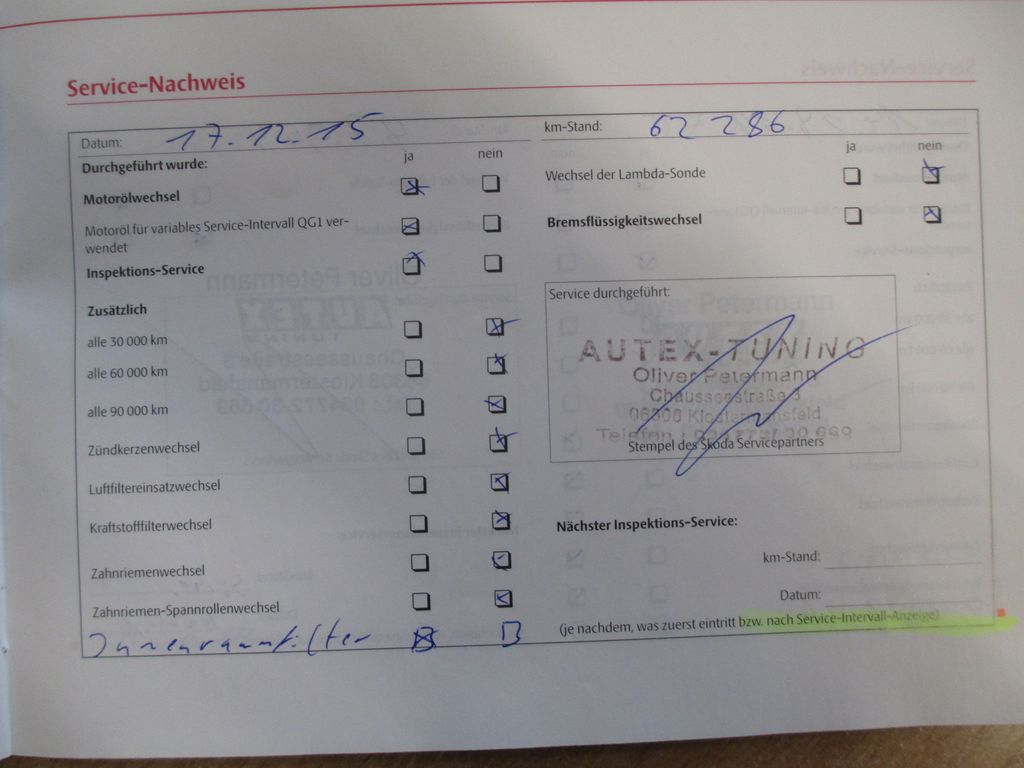 Service-Nachweis
Datum: 17.12.15
km-Stand: 62 286
Durchgeführt wurde:
ja nein
Motorölwechsel
Motoröl für variables Service-Intervall QG1 ver-
wendet
Inspektions-Service
Zusätzlich
alle 30 000 km
alle 60 000 km
alle 90 000 km
Zündkerzenwechsel
Luftfiltereinsatzwechsel
Kraftstofffilterwechsel
Zahnriemenwechsel
Zahnriemen-Spannrollenwechsel
Innenraumfilter
ja nein
Wechsel der Lambda-Sonde
Bremsflüssigkeitswechsel
Service durchgeführt:
AUTEX-TUNING
Oliver Petermann
Chausseestraße 3
06308 Klostermansfeld
Telefon
Stempel des Škoda Servicepartners
Nächster Inspektions-Service:
km-Stand:
Datum:
(je nachdem, was zuerst eintritt bzw. nach Service-Intervall-Anzeige)